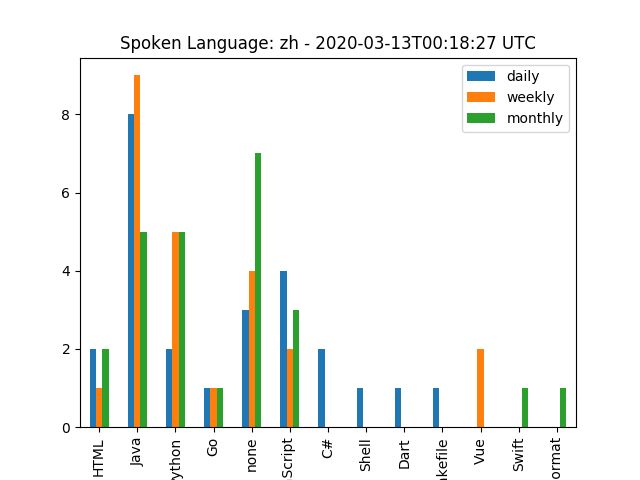 Spoken Language: zh - 2020-03-13T00:18:27 UTC
daily
weekly
monthly
8
6
4
2
0
HTML
Java
ython
Go
none
Script
C#
Shell
Dart
kefile
Vue
Swift
ormat